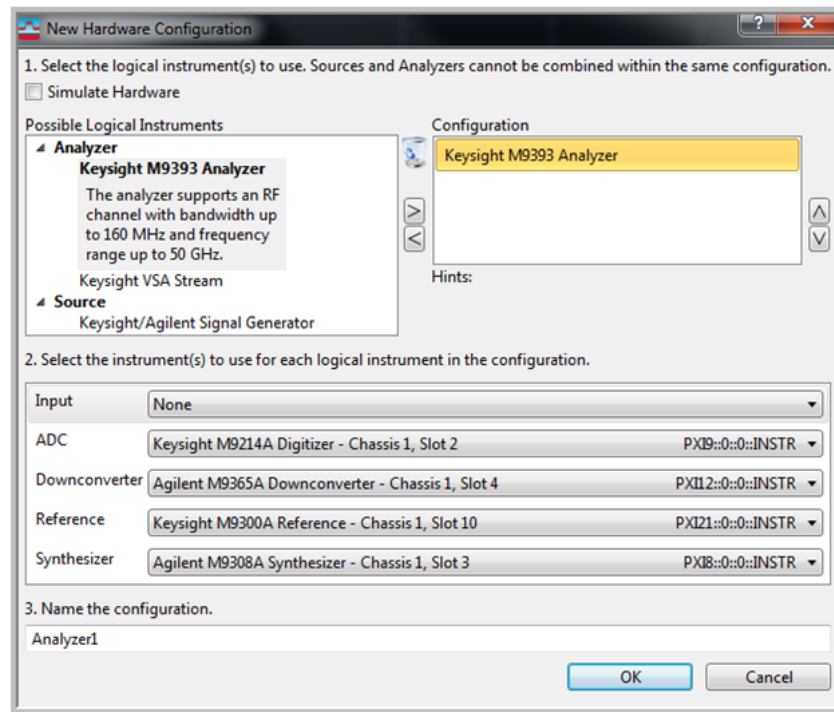 New Hardware Configuration
1. Select the logical instrument(s) to use. Sources and Analyzers cannot be combined within the same configuration.
Simulate Hardware
Possible Logical Instruments
Configuration
Analyzer
Keysight M9393 Analyzer
The analyzer supports an RF
channel with bandwidth up
to 160 MHz and frequency
range up to 50 GHz.
Keysight VSA Stream
Source
Keysight/Agilent Signal Generator
Keysight M9393 Analyzer
Hints:
2. Select the instrument(s) to use for each logical instrument in the configuration.
Input None
ADC Keysight M9214A Digitizer - Chassis 1, Slot 2 PXI9::0::0::INSTR
Downconverter Agilent M9365A Downconverter - Chassis 1, Slot 4 PXI12::0::0::INSTR
Reference Keysight M9300A Reference - Chassis 1, Slot 10 PXI21::0::0::INSTR
Synthesizer Agilent M9308A Synthesizer - Chassis 1, Slot 3 PXI8::0::0::INSTR
3. Name the configuration.
Analyzer1
OK Cancel